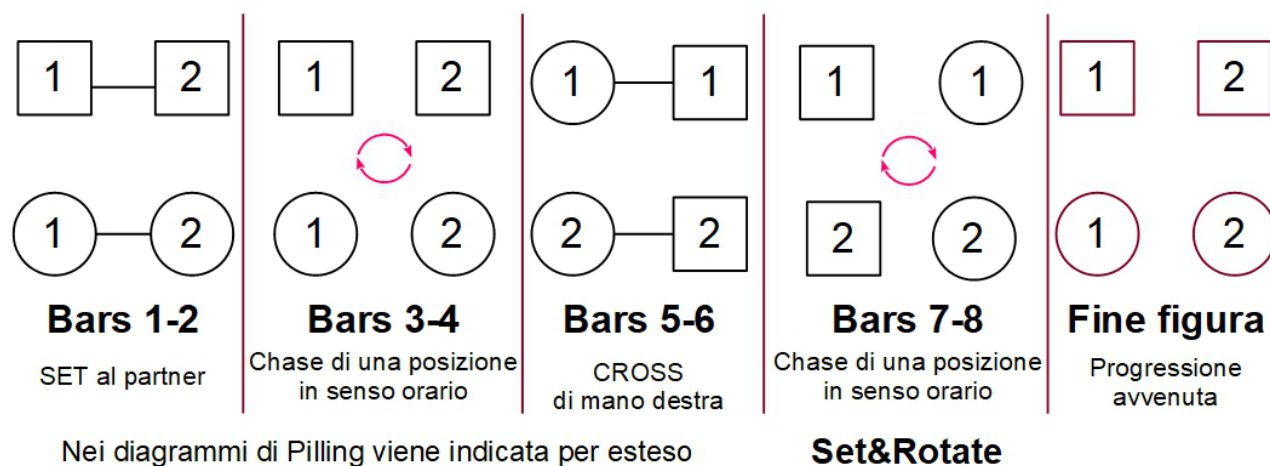 1 2 1 2 1 1 1 1 1 2
1 2 1 2 2 2 2 2 1 2
Bars 1-2
SET al partner
Bars 3-4
Chase di una posizione
in senso orario
Bars 5-6
CROSS
di mano destra
Bars 7-8
Chase di una posizione
in senso orario
Fine figura
Progressione
avvenuta
Nei diagrammi di Pilling viene indicata per esteso
Set&Rotate